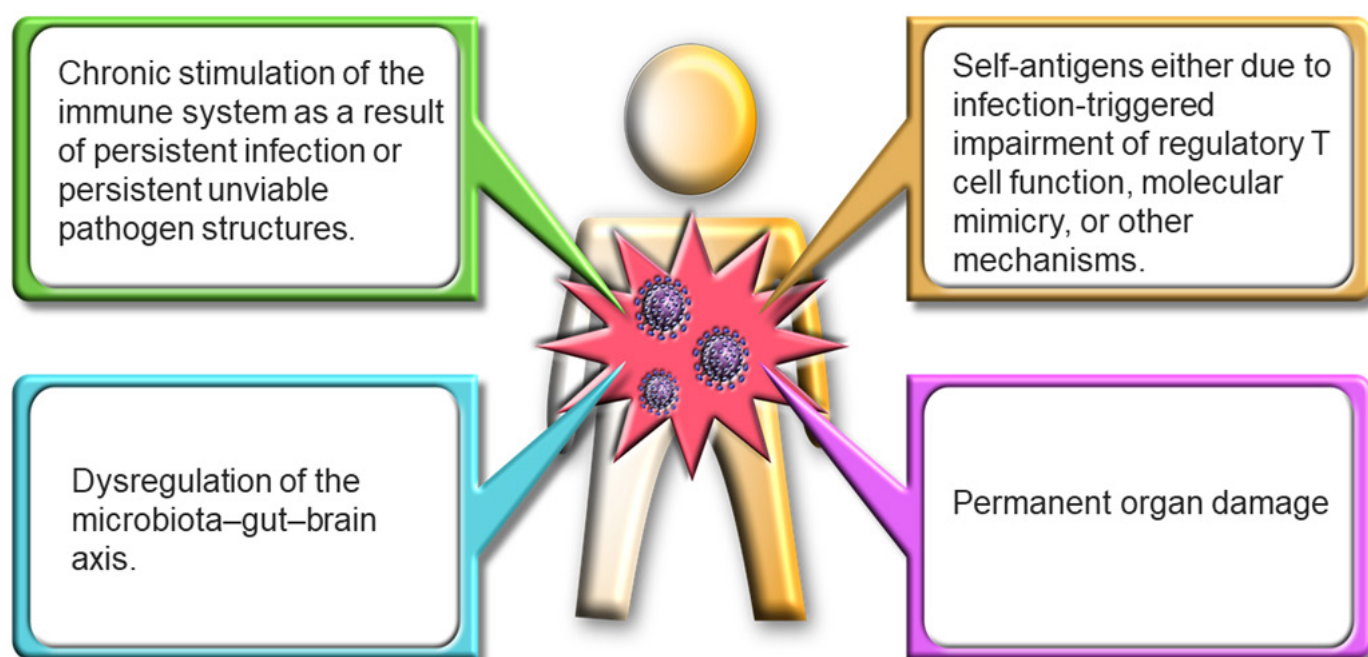 Chronic stimulation of the
immune system as a result
of persistent infection or
persistent unviable
pathogen structures.
Self-antigens either due to
infection-triggered
impairment of regulatory T
cell function, molecular
mimicry, or other
mechanisms.
Dysregulation of the
microbiota–gut–brain
axis.
Permanent organ damage